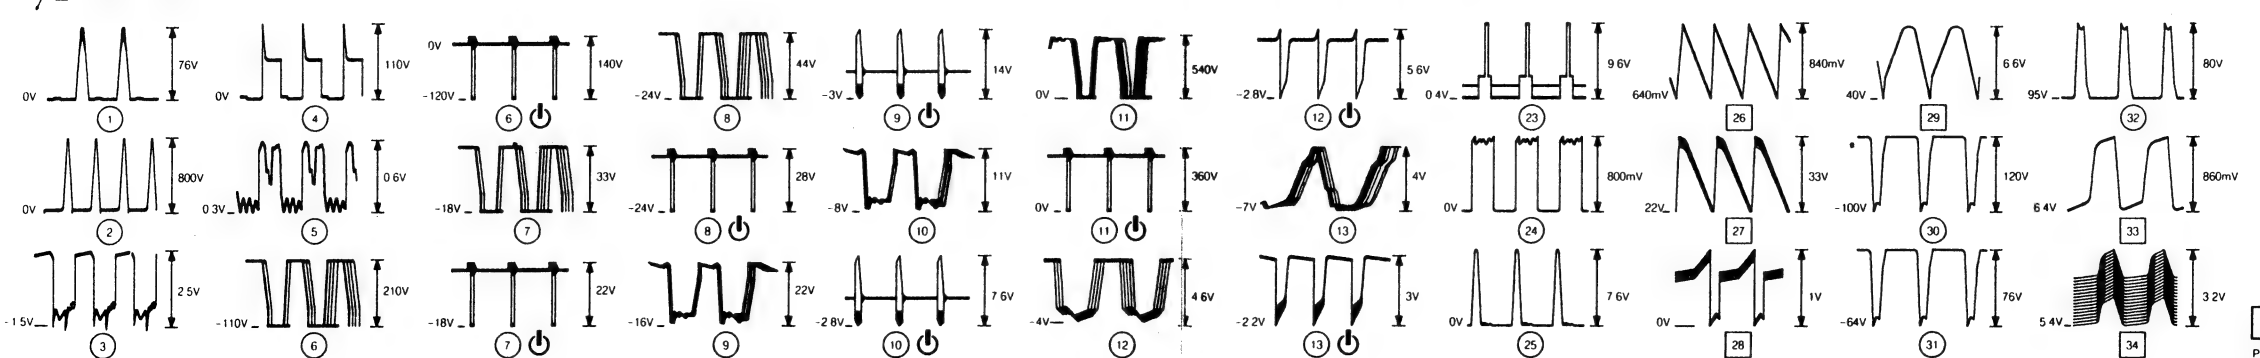 0V 76V
1
0V 110V
4
0V -120V 140V
6
-24V 44V
8
-3V 14V
9
0V 540V
11
-2.8V 5 6V
12
0 4V 9 6V
23
640mV 840mV
26
40V 6 6V
29
95V 80V
32
0V 800V
2
0 3V 0 6V
5
-18V 33V
7
-24V 28V
8
-8V 11V
10
0V 360V
11
-7V 4V
13
0V 800mV
24
22V 33V
27
-100V 120V
30
6 4V 860mV
33
-1 5V 2 5V
3
-110V 210V
6
-18V 22V
7
-16V 22V
9
-2 8V 7 6V
10
-4V 4 6V
12
-2.2V 3V
13
0V 7 6V
25
0V 1V
28
-64V 76V
31
5 4V 3 2V
34